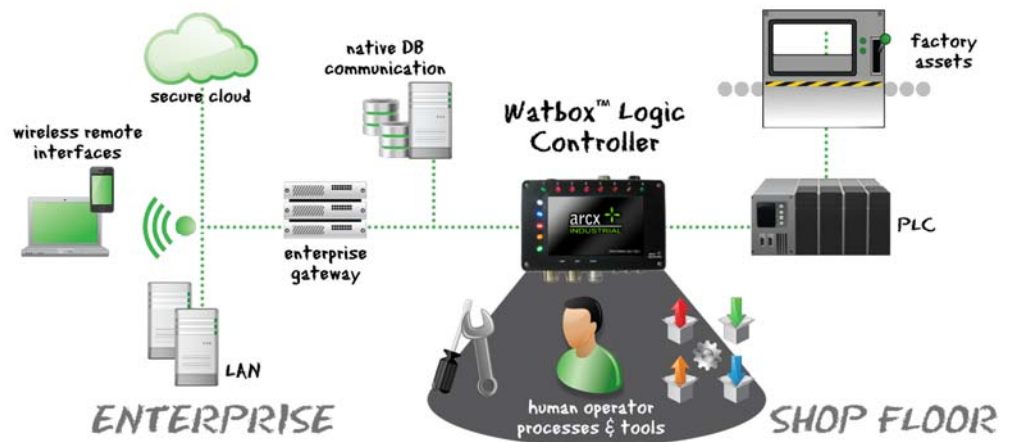 secure cloud
native DB
communication
factory
assets
Watbox™ Logic
Controller
wireless remote
interfaces
arcx
INDUSTRIAL
PLC
enterprise
gateway
LAN
human operator
processes & tools
ENTERPRISE
SHOP FLOOR